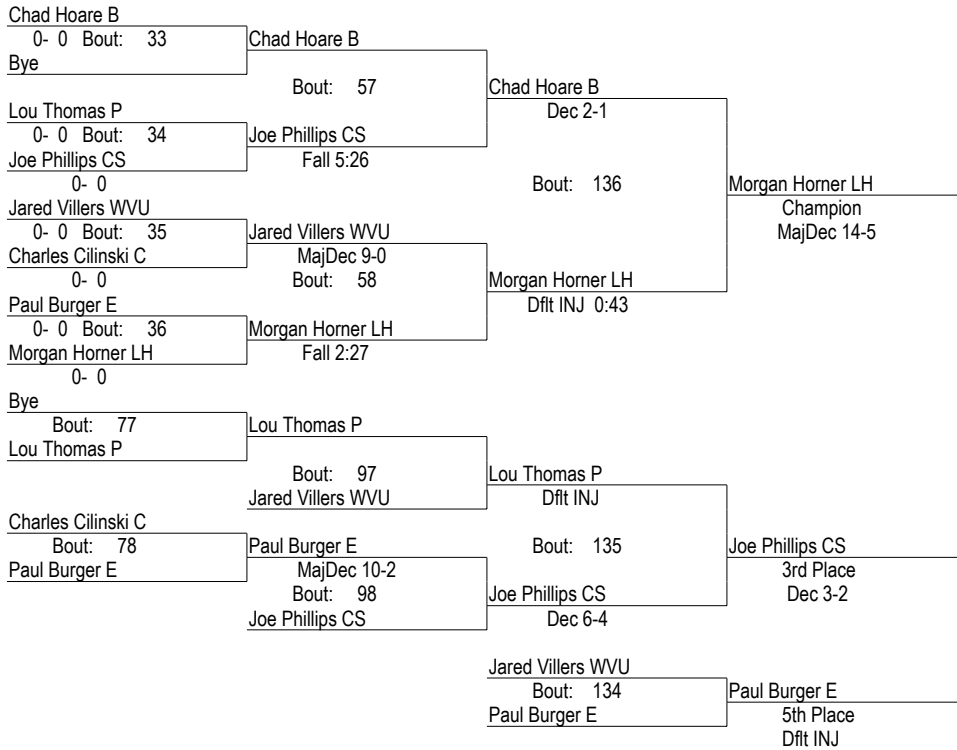 Chad Hoare B
0- 0 Bout: 33
Chad Hoare B
Bye
Bout: 57
Chad Hoare B
Lou Thomas P
Dec 2-1
0- 0 Bout: 34
Joe Phillips CS
Joe Phillips CS
Fall 5:26
0- 0
Bout: 136
Morgan Horner LH
Jared Villers WVU
Champion
0- 0 Bout: 35
Jared Villers WVU
MajDec 14-5
Charles Cilinski C
MajDec 9-0
0- 0
Bout: 58
Morgan Horner LH
Paul Burger E
Dflt INJ 0:43
0- 0 Bout: 36
Morgan Horner LH
Morgan Horner LH
Fall 2:27
0- 0
Bye
Bout: 77
Lou Thomas P
Lou Thomas P
Bout: 97
Lou Thomas P
Jared Villers WVU
Dflt INJ
Charles Cilinski C
Bout: 78
Paul Burger E
Bout: 135
Joe Phillips CS
Paul Burger E
MajDec 10-2
3rd Place
Bout: 98
Joe Phillips CS
Dec 3-2
Joe Phillips CS
Dec 6-4
Jared Villers WVU
Bout: 134
Paul Burger E
Paul Burger E
5th Place
Dflt INJ